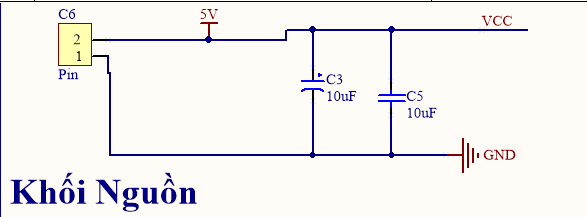 C6
5V
VCC
2
1
Pin
C3
10uF
C5
10uF
GND
Khối Nguồn